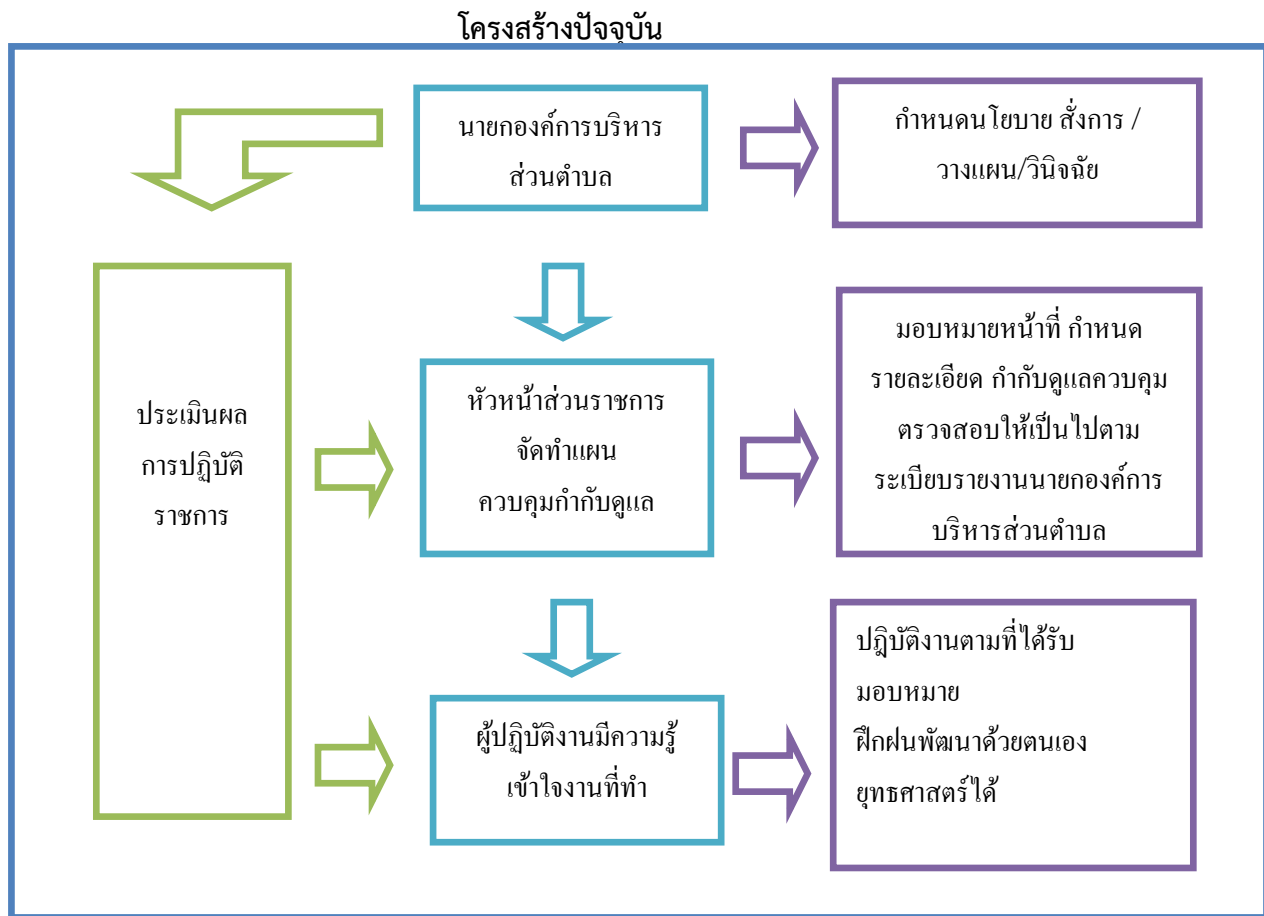 โครงสร้างปัจจุบัน
นายกองค์การบริหาร
ส่วนตำบล
กำหนดนโยบาย สั่งการ /
วางแผน/วินิจฉัย
ประเมินผล
การปฏิบัติ
ราชการ
หัวหน้าส่วนราชการ
จัดทำแผน
ควบคุมกำกับดูแล
มอบหมายหน้าที่ กำหนด
รายละเอียด กำกับดูแลควบคุม
ตรวจสอบให้เป็นไปตาม
ระเบียบรายงานนายกองค์การ
บริหารส่วนตำบล
ผู้ปฏิบัติงานมีความรู้
เข้าใจงานที่ทำ
ปฎิบัติงานตามที่ได้รับ
มอบหมาย
ฝึกฝนพัฒนาด้วยตนเอง
ยุทธศาสตร์ได้